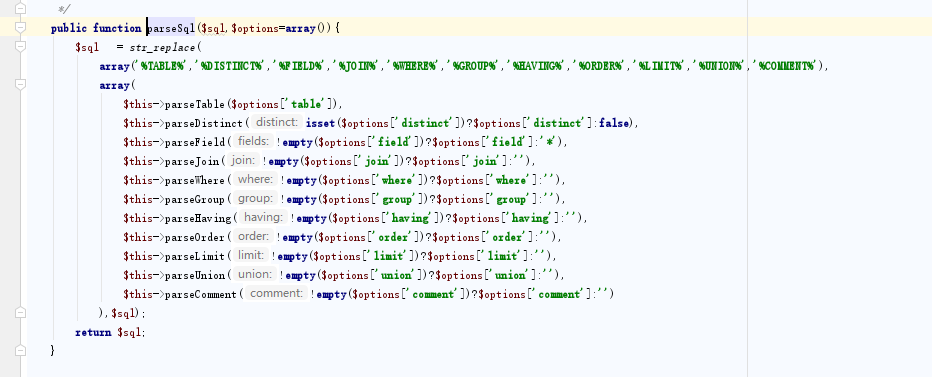 */
public function parseSql($sql,$options=array()){
$sql   = str_replace(
array('%TABLE%','%DISTINCT%','%FIELD%','%JOIN%','%WHERE%','%GROUP%','%HAVING%','%ORDER%','%LIMIT%','%UNION%','%COMMENT%'),
array(
$this->parseTable($options['table']),
$this->parseDistinct( distinct: isset($options['distinct'])?$options['distinct']:false),
$this->parseField( fields: !empty($options['field'])?$options['field']:'*'),
$this->parseJoin( join: !empty($options['join'])?$options['join']:''),
$this->parseWhere( where: !empty($options['where'])?$options['where']:''),
$this->parseGroup( group: !empty($options['group'])?$options['group']:''),
$this->parseHaving( having: !empty($options['having'])?$options['having']:''),
$this->parseOrder( order: !empty($options['order'])?$options['order']:''),
$this->parseLimit( limit: !empty($options['limit'])?$options['limit']:''),
$this->parseUnion( union: !empty($options['union'])?$options['union']:''),
$this->parseComment( comment: !empty($options['comment'])?$options['comment']:'')
),$sql);
return $sql;
}